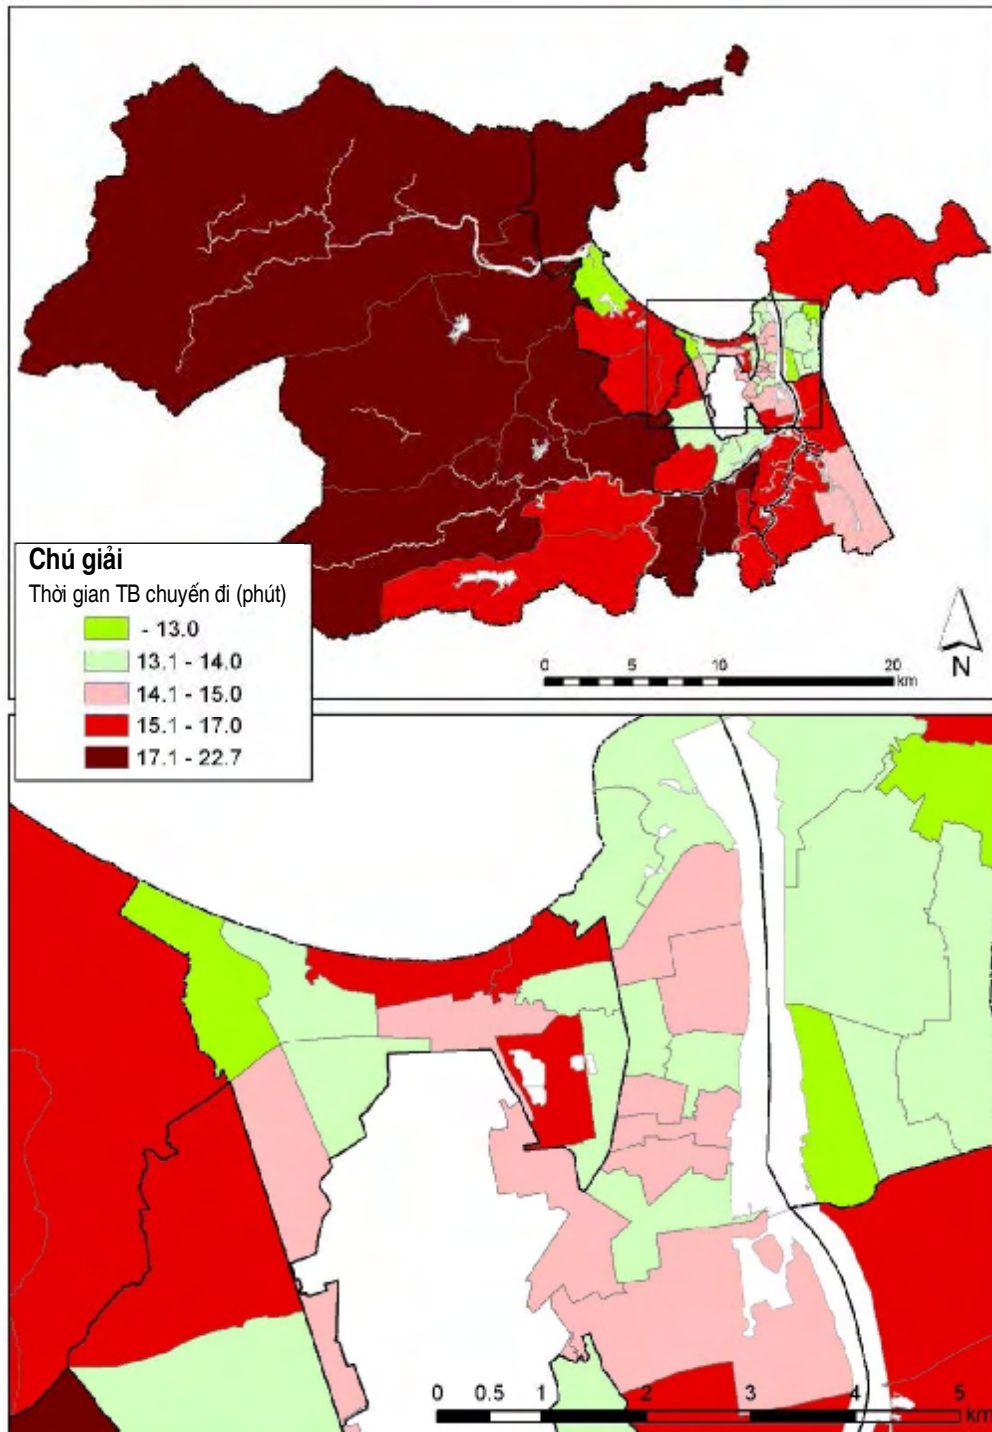 Chú giải
Thời gian TB chuyến đi (phút)
- 13.0
13.1 - 14.0
14.1 - 15.0
15.1 - 17.0
17.1 - 22.7
0 5 10 20
km
N
0 0.5 1 2 3 4 5
km